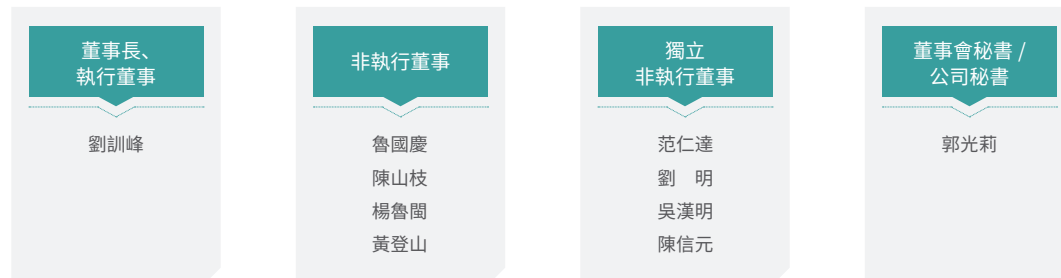 董事長、
執行董事
劉訓峰
非執行董事
魯國慶
陳山枝
楊魯閩
黃登山
獨立
非執行董事
范仁達
劉　明
吳漢明
陳信元
董事會秘書 /
公司秘書
郭光莉